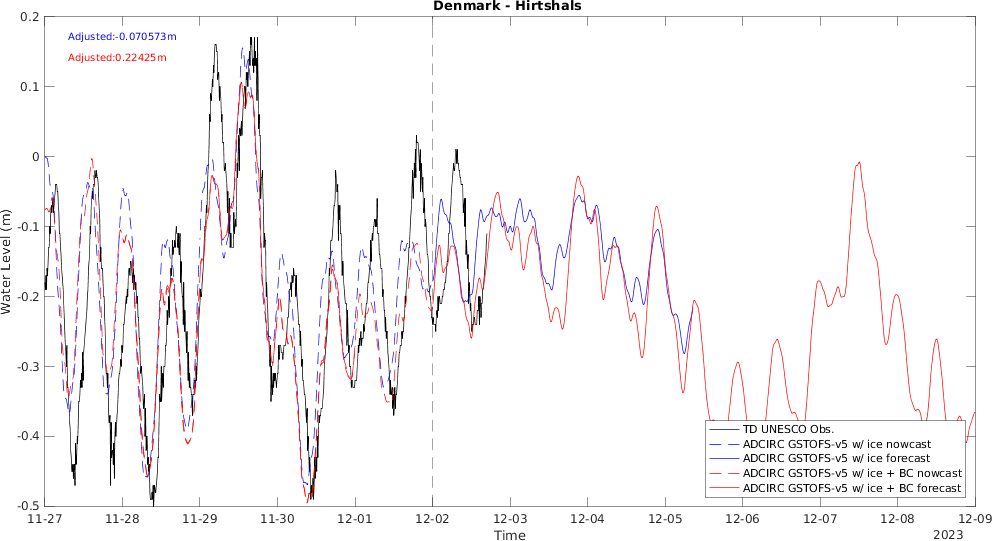 Denmark - Hirtshals
Adjusted:-0.070573m
Adjusted:0.22425m
Water Level (m)
0.2
0.1
0
-0.1
-0.2
-0.3
-0.4
-0.5
TD UNESCO Obs.
ADCIRC GSTOFS-v5 w/ ice nowcast
ADCIRC GSTOFS-v5 w/ ice forecast
ADCIRC GSTOFS-v5 w/ ice + BC nowcast
ADCIRC GSTOFS-v5 w/ ice + BC forecast
11-27 11-28 11-29 11-30 12-01 12-02 12-03 12-04 12-05 12-06 12-07 12-08 12-09
Time
2023